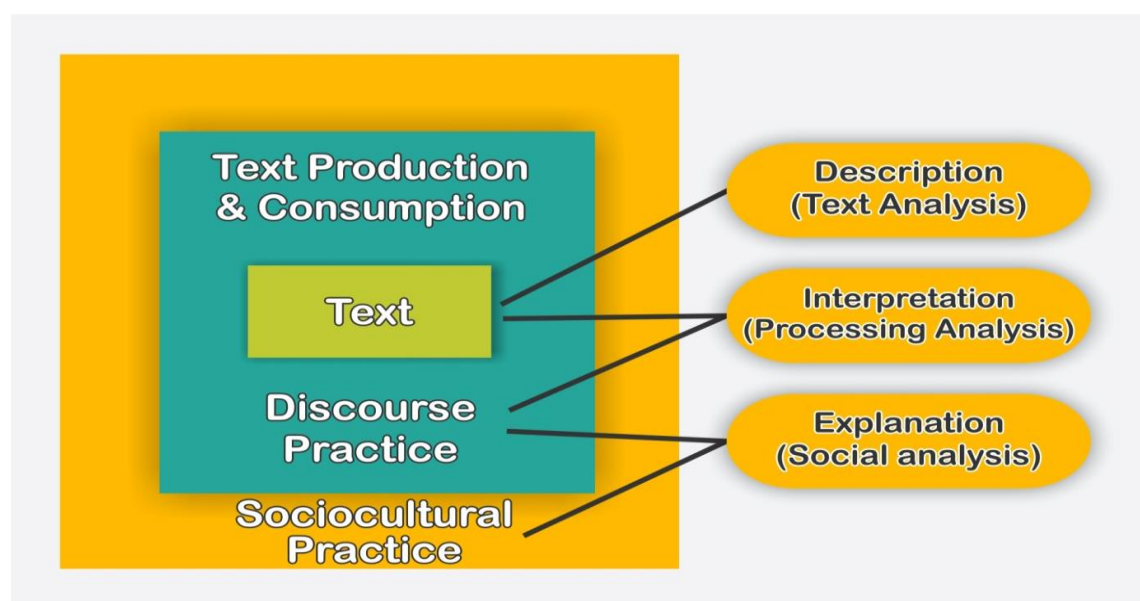 Text Production
& Consumption
Text
Discourse
Practice
Sociocultural
Practice
Description
(Text Analysis)
Interpretation
(Processing Analysis)
Explanation
(Social analysis)